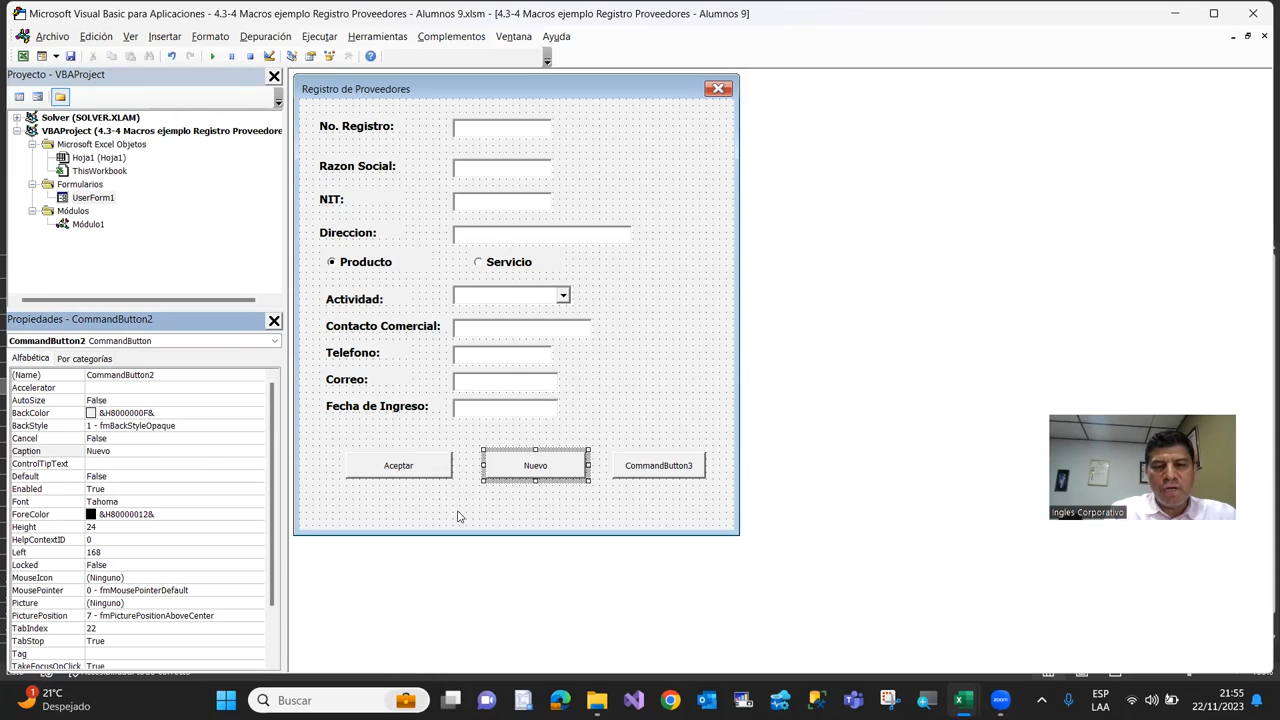 Microsoft Visual Basic para Aplicaciones - 4.3-4 Macros ejemplo Registro Proveedores - Alumnos 9.xlsm - [4.3-4 Macros ejemplo Registro Proveedores - Alumnos 9]
Archivo Edición Ver Insertar Formato Depuración Ejecutar Herramientas Complementos Ventana Ayuda
Proyecto - VBAProject
Solver (SOLVER.XLAM)
VBAProject (4.3-4 Macros ejemplo Registro Proveedore
Microsoft Excel Objetos
Hoja1 (Hoja1)
ThisWorkbook
Formularios
UserForm1
Módulos
Módulo1
Propiedades - CommandButton2
CommandButton2 CommandButton
Alfabética Por categorías
(Name) CommandButton2
Accelerator
AutoSize False
BackColor &H8000000F&
BackStyle 1 - fmBackStyleOpaque
Cancel False
Caption Nuevo
ControlTipText
Default False
Enabled True
Font Tahoma
ForeColor &H80000012&
Height 24
HelpContextID 0
Left 168
Locked False
MouseIcon (Ninguno)
MousePointer 0 - fmMousePointerDefault
Picture (Ninguno)
PicturePosition 7 - fmPicturePositionAboveCenter
TabIndex 22
TabStop True
Tag
TakeFocusOnClick True
Registro de Proveedores
No. Registro:
Razon Social:
NIT:
Direccion:
Producto Servicio
Actividad:
Contacto Comercial:
Telefono:
Correo:
Fecha de Ingreso:
Aceptar Nuevo CommandButton3
Ingles Corporativo
21°C
Despejado
Buscar
ESP
LAA
21:55
22/11/2023